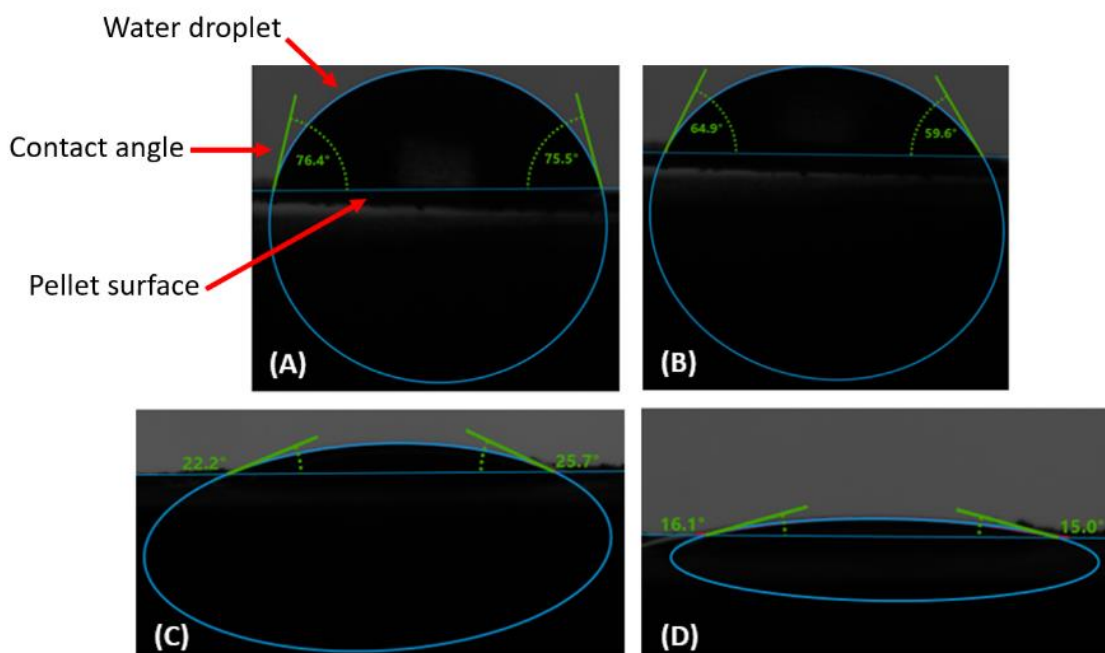 Water droplet
Contact angle
Pellet surface
76.4°
75.5°
(A)
64.9°
59.6°
(B)
22.2°
25.7°
(C)
16.1°
15.0°
(D)